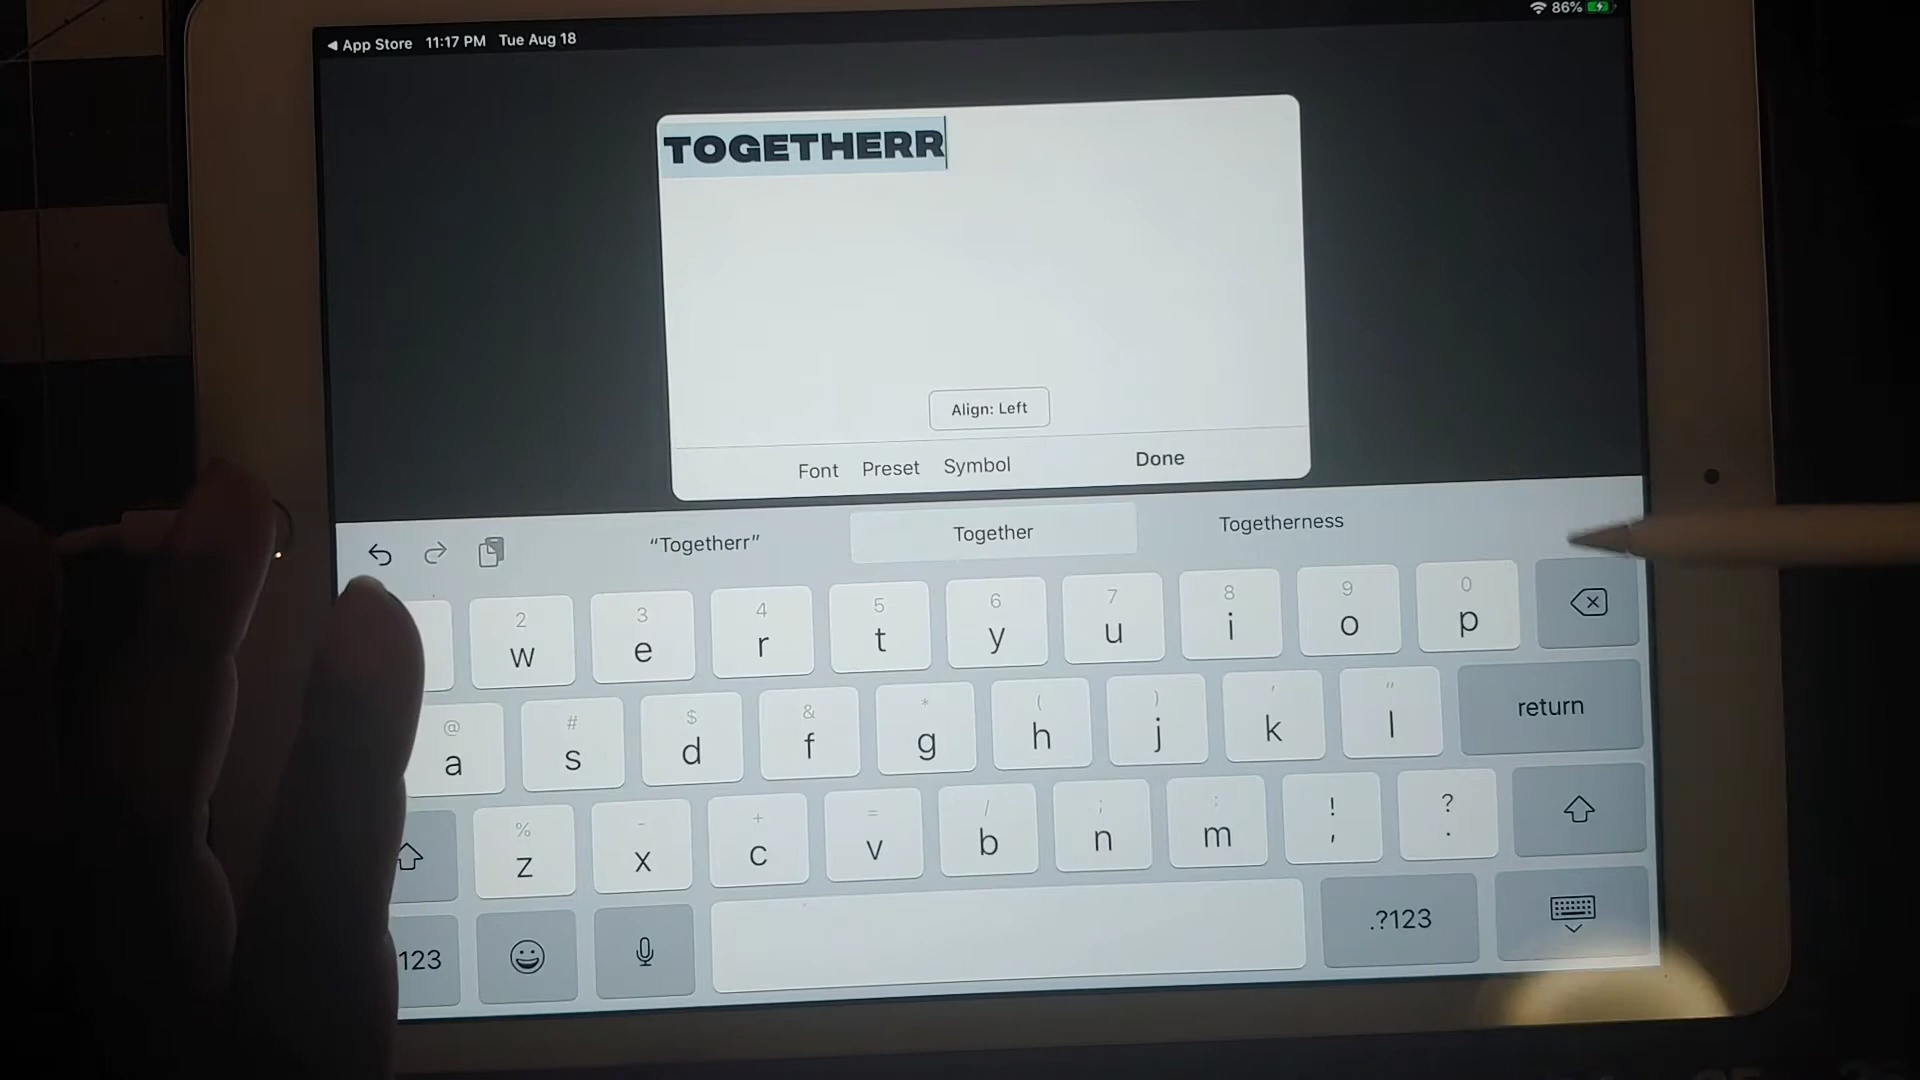 ◀ App Store 11:17 PM Tue Aug 18 86%
TOGETHERR
Align: Left
Font Preset Symbol Done
“Togetherr” Together Togetherness
2 3 4 5 6 7 8 9 0
w e r t y u i o p
@ # $ & * ( ) ' "
a s d f g h j k l return
% - + = / ; : ! ?
z x c v b n m , .
123 .?123